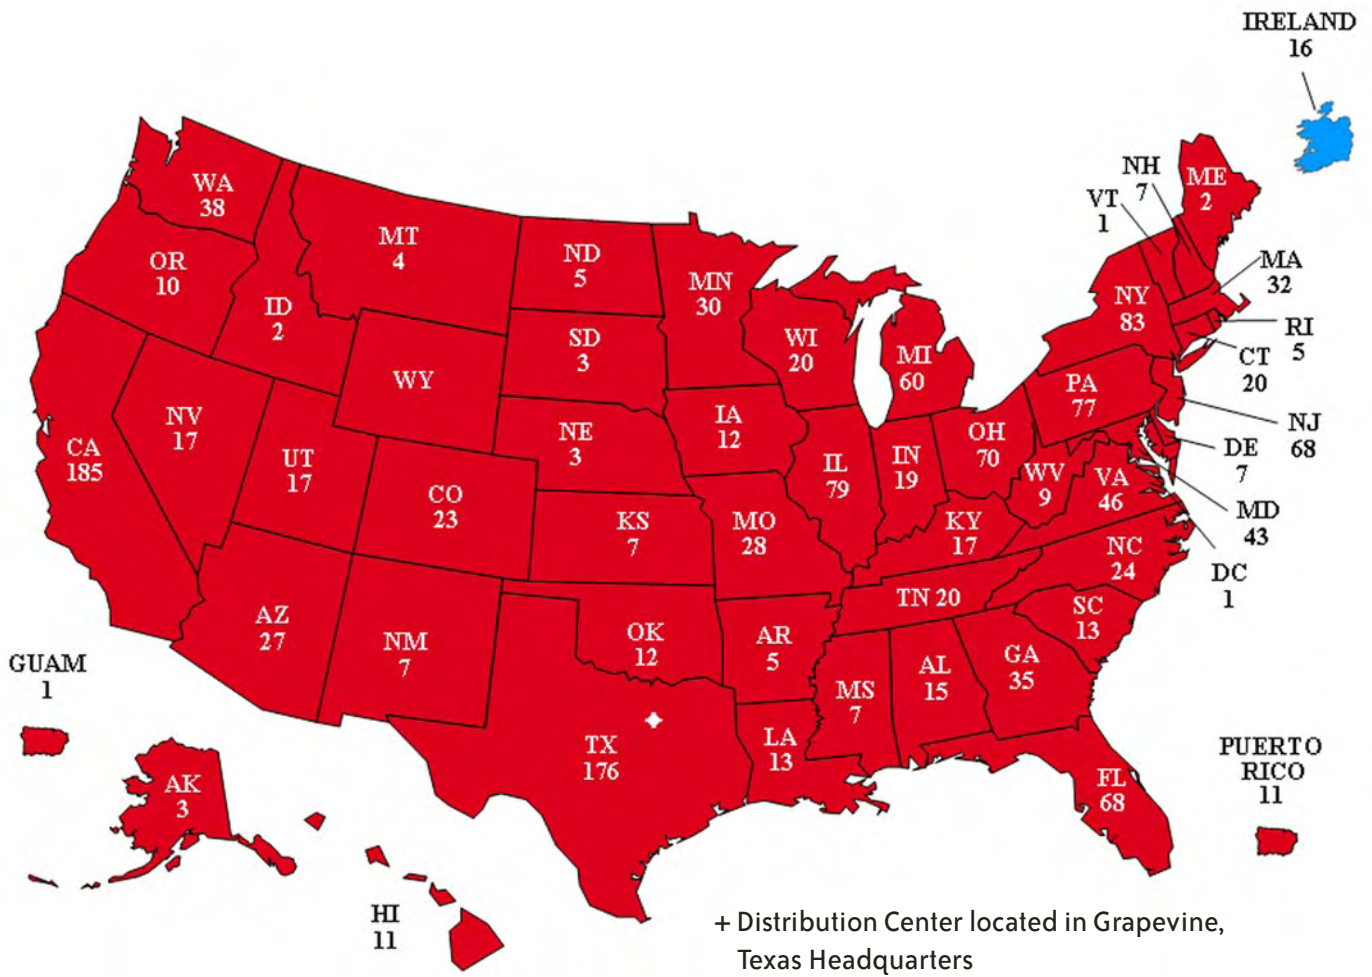 IRELAND
16
WA
38
MT
4
ND
5
MN
30
NH
7
VT
1
ME
2
OR
10
ID
2
SD
3
WI
20
MI
60
NY
83
MA
32
RI
5
CT
20
WY
NV
17
CA
185
UT
17
CO
23
NE
3
IA
12
IL
79
IN
19
OH
70
PA
77
NJ
68
DE
7
WV
9
VA
46
MD
43
KS
7
MO
28
KY
17
NC
24
DC
1
AZ
27
NM
7
OK
12
AR
5
TN 20
SC
13
GUAM
1
TX
176
LA
13
MS
7
AL
15
GA
35
FL
68
PUERTO
RICO
11
AK
3
HI
11
+ Distribution Center located in Grapevine,
Texas Headquarters